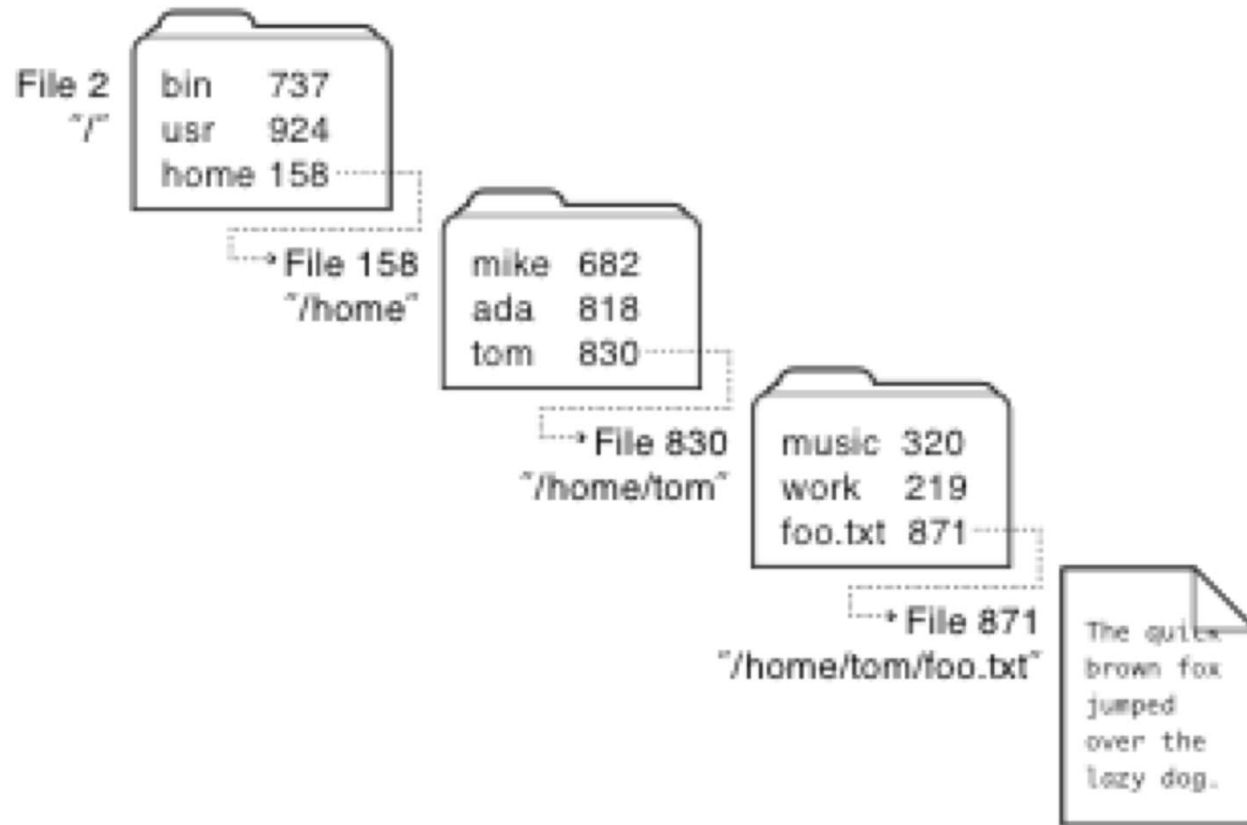 File 2
"/"
bin 737
usr 924
home 158
File 158
"/home"
mike 682
ada 818
tom 830
File 830
"/home/tom"
music 320
work 219
foo.txt 871
File 871
"/home/tom/foo.txt"
The quick
brown fox
jumped
over the
lazy dog.